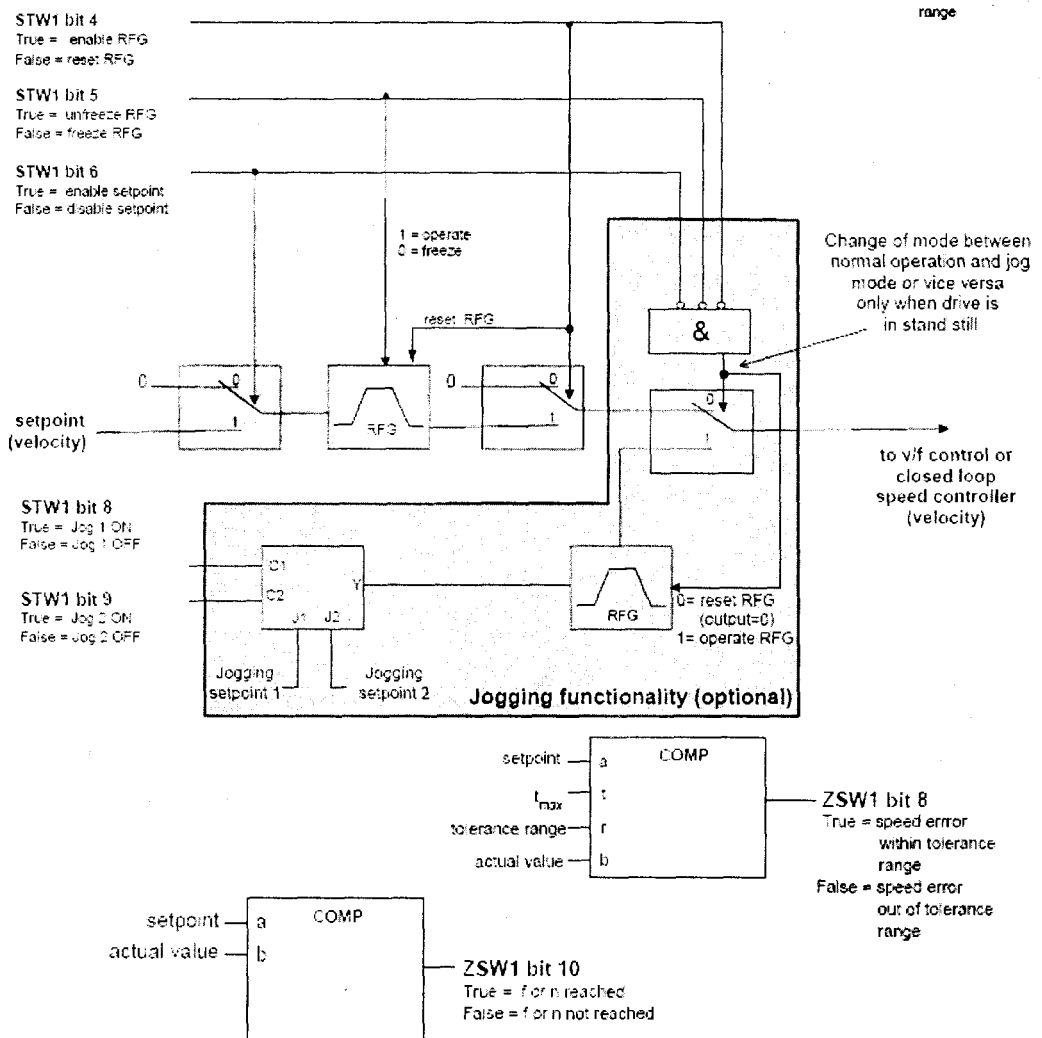 range
STW1 bit 4
True = enable RFG
False = reset RFG
STW1 bit 5
True = unfreeze RFG
False = freeze RFG
STW1 bit 6
True = enable setpoint
False = disable setpoint
1 = operate
0 = freeze
Change of mode between
normal operation and jog
mode or vice versa
only when drive is
in stand still
&
reset RFG
0
0
1
RFG
0
0
1
0
1
setpoint
(velocity)
to v/f control or
closed loop
speed controller
(velocity)
STW1 bit 8
True = Jog 1 ON
False = Jog 1 OFF
STW1 bit 9
True = Jog 2 ON
False = Jog 2 OFF
C1
C2
Y
J1 J2
RFG
0= reset RFG
(output=0)
1= operate RFG
Jogging
setpoint 1
Jogging
setpoint 2
Jogging functionality (optional)
COMP
setpoint
a
tmax
t
tolerance range
r
actual value
b
ZSW1 bit 8
True = speed errror
within tolerance
range
False = speed error
out of tolerance
range
COMP
setpoint
a
actual value
b
ZSW1 bit 10
True = f or n reached
False = f or n not reached